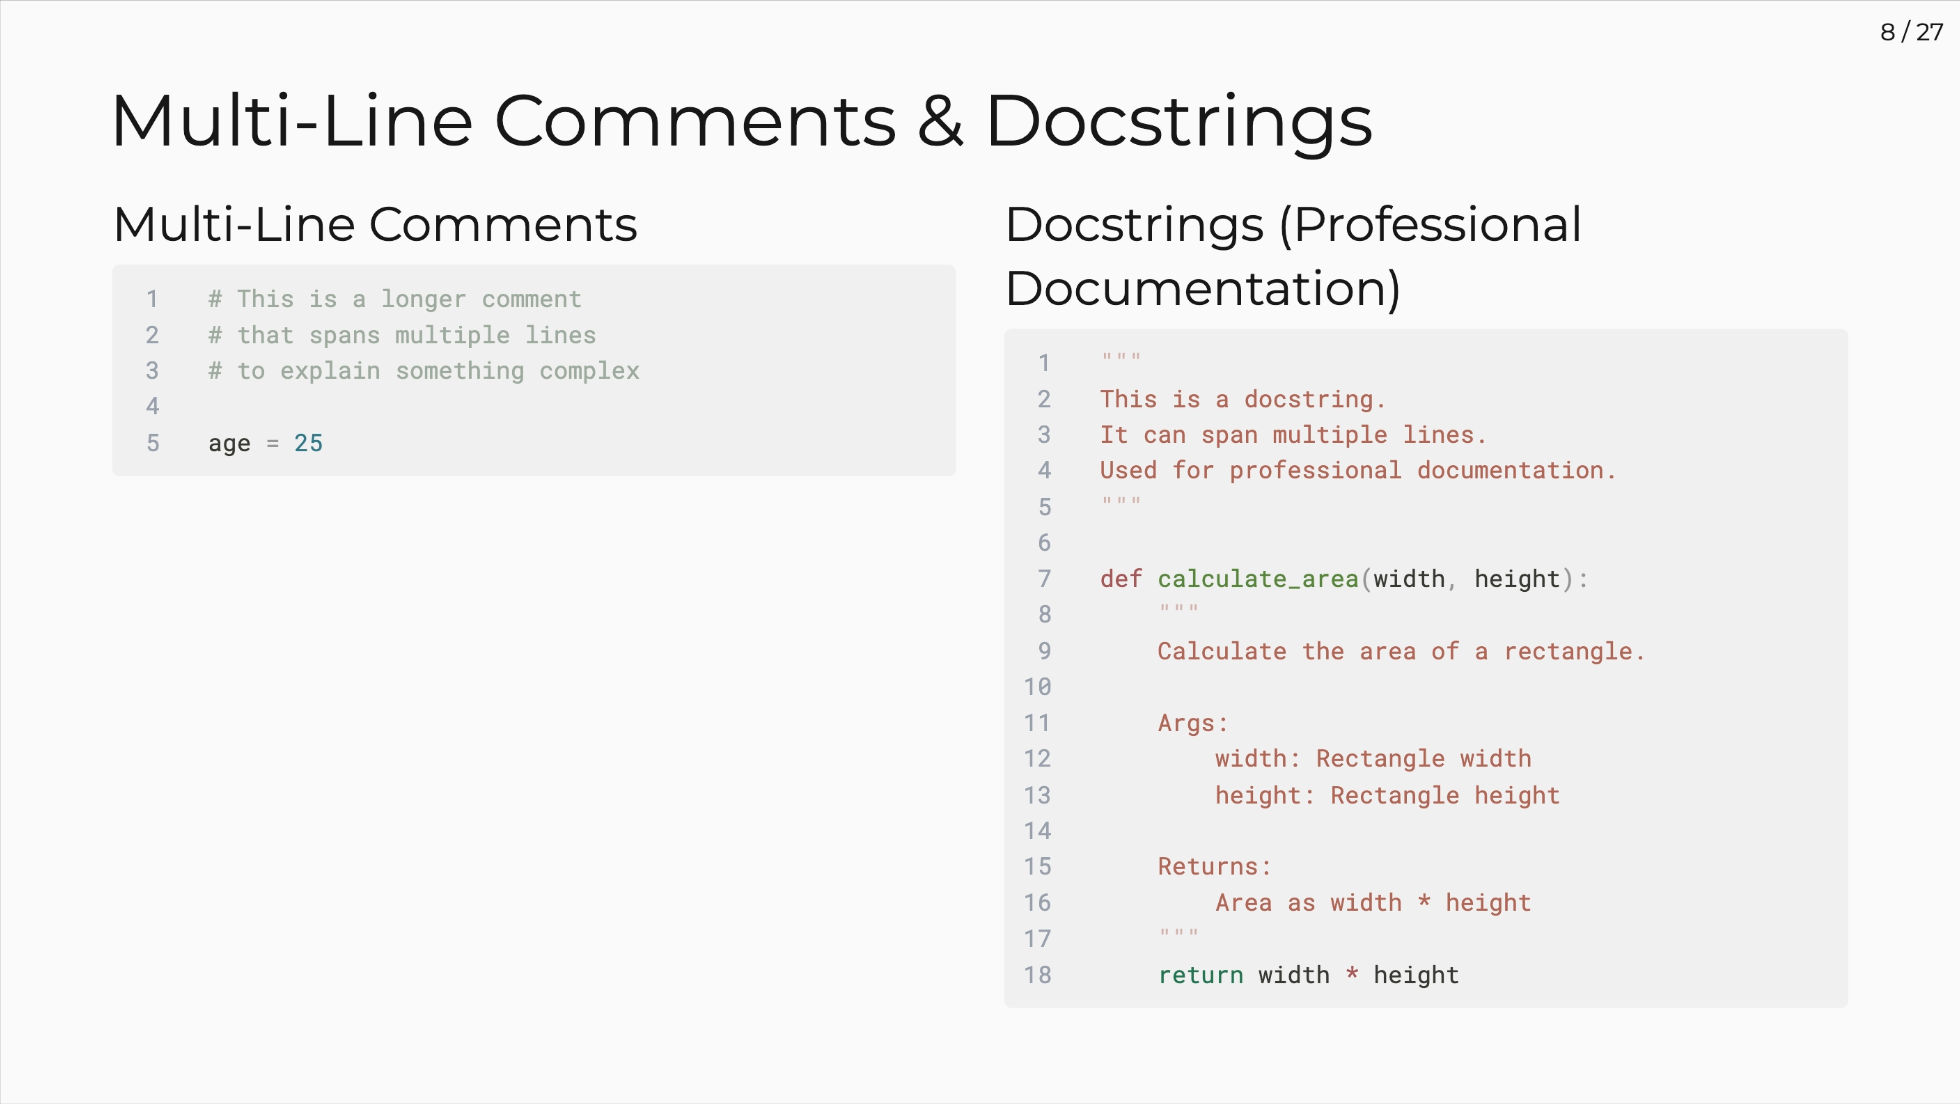 8 / 27
Multi-Line Comments & Docstrings
Multi-Line Comments
1 # This is a longer comment
2 # that spans multiple lines
3 # to explain something complex
4
5 age = 25
Docstrings (Professional
Documentation)
1 """
2 This is a docstring.
3 It can span multiple lines.
4 Used for professional documentation.
5 """
6
7 def calculate_area(width, height):
8     """
9     Calculate the area of a rectangle.
10
11     Args:
12         width: Rectangle width
13         height: Rectangle height
14
15     Returns:
16         Area as width * height
17     """
18     return width * height